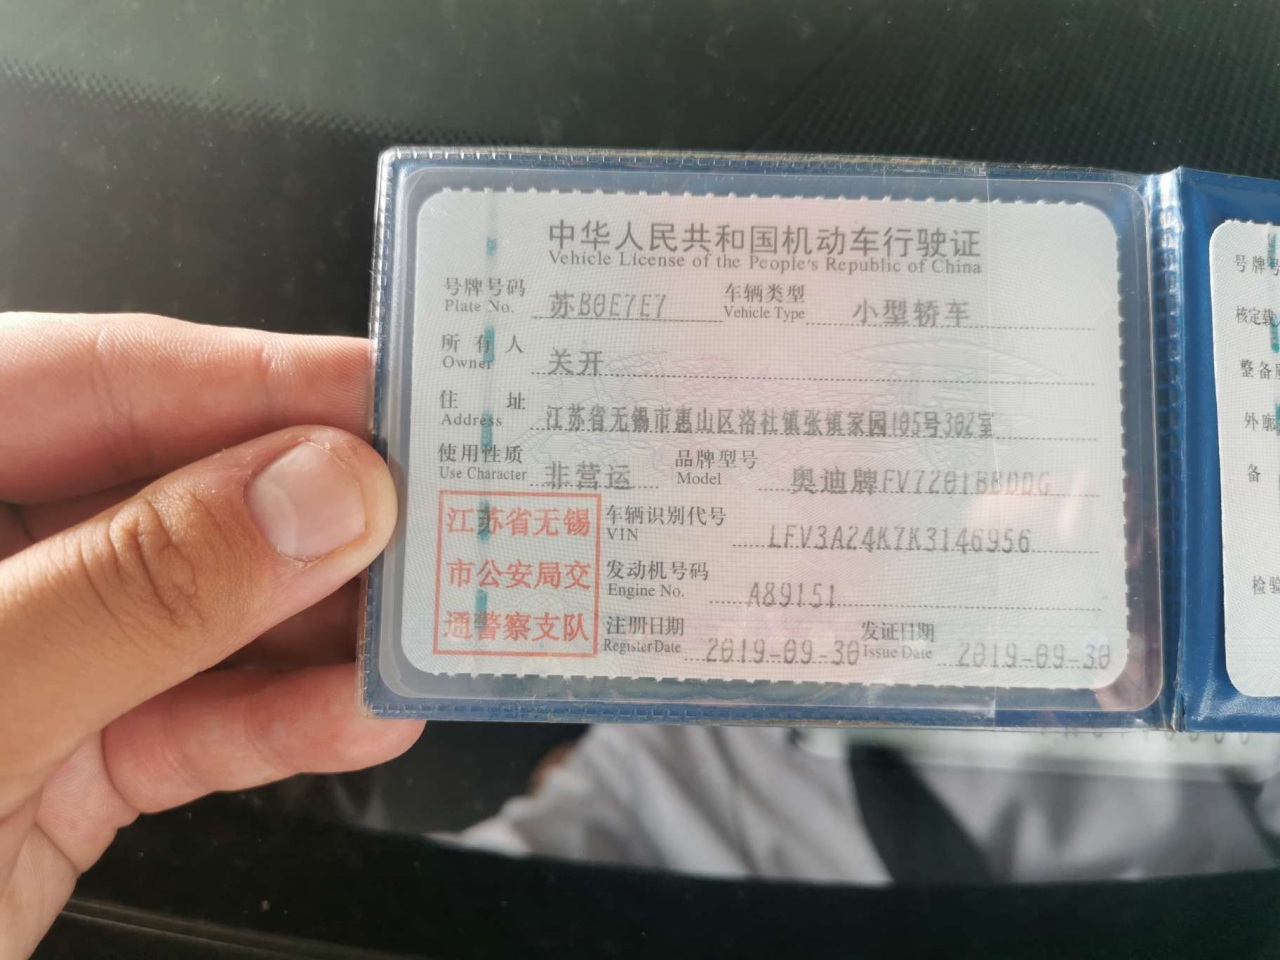 中华人民共和国机动车行驶证
Vehicle License of the People's Republic of China
号牌号码 苏B0E7E7 车辆类型 小型轿车
Plate No. Vehicle Type
所有人 关开
Owner
住址 江苏省无锡市惠山区洛社镇张镇家园105号302室
Address
使用性质 非营运 品牌型号 奥迪牌FV7201BBDDG
Use Character Model
江苏省无锡
市公安局交
通警察支队
车辆识别代号 LFV3A24K7K3146956
VIN
发动机号码 A89151
Engine No.
注册日期 2019-09-30 发证日期 2019-09-30
Register Date Issue Date
号牌号
核定载
整备
外廓
备
检验